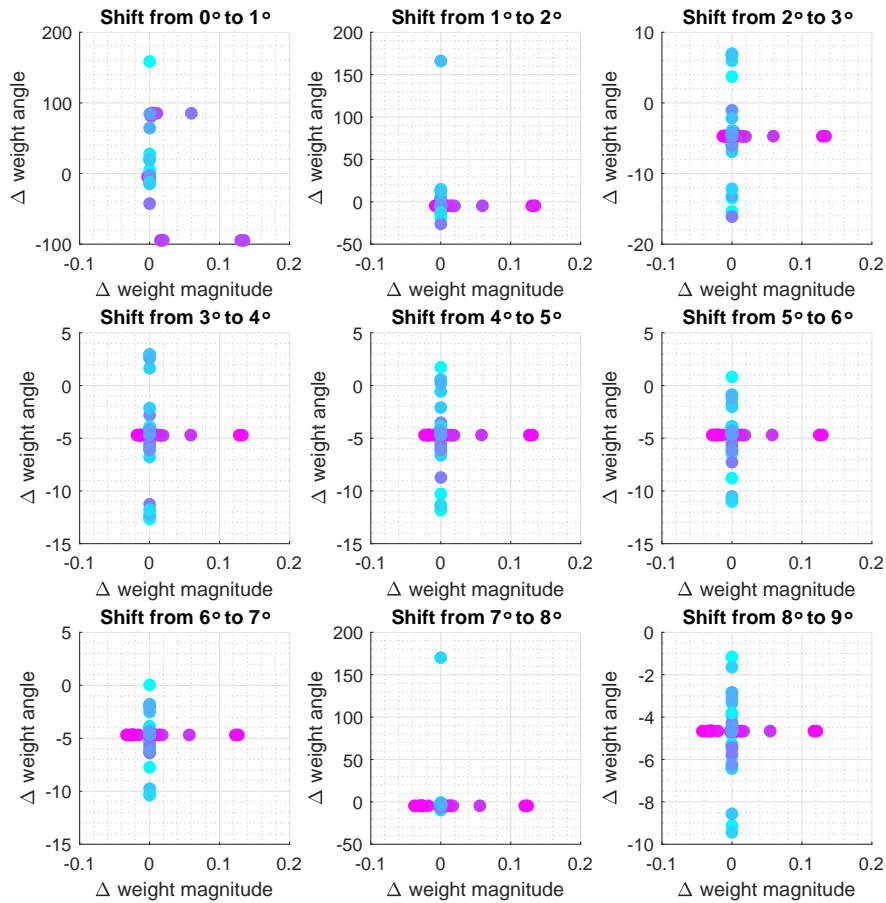 Shift from 0° to 1°
Δ weight angle
200
100
0
-100
-0.1 0 0.1 0.2
Δ weight magnitude
Shift from 1° to 2°
Δ weight angle
200
150
100
50
0
-50
-0.1 0 0.1 0.2
Δ weight magnitude
Shift from 2° to 3°
Δ weight angle
10
0
-10
-20
-0.1 0 0.1 0.2
Δ weight magnitude
Shift from 3° to 4°
Δ weight angle
5
0
-5
-10
-15
-0.1 0 0.1 0.2
Δ weight magnitude
Shift from 4° to 5°
Δ weight angle
5
0
-5
-10
-15
-0.1 0 0.1 0.2
Δ weight magnitude
Shift from 5° to 6°
Δ weight angle
5
0
-5
-10
-15
-0.1 0 0.1 0.2
Δ weight magnitude
Shift from 6° to 7°
Δ weight angle
5
0
-5
-10
-15
-0.1 0 0.1 0.2
Δ weight magnitude
Shift from 7° to 8°
Δ weight angle
200
150
100
50
0
-50
-0.1 0 0.1 0.2
Δ weight magnitude
Shift from 8° to 9°
Δ weight angle
0
-2
-4
-6
-8
-10
-0.1 0 0.1 0.2
Δ weight magnitude